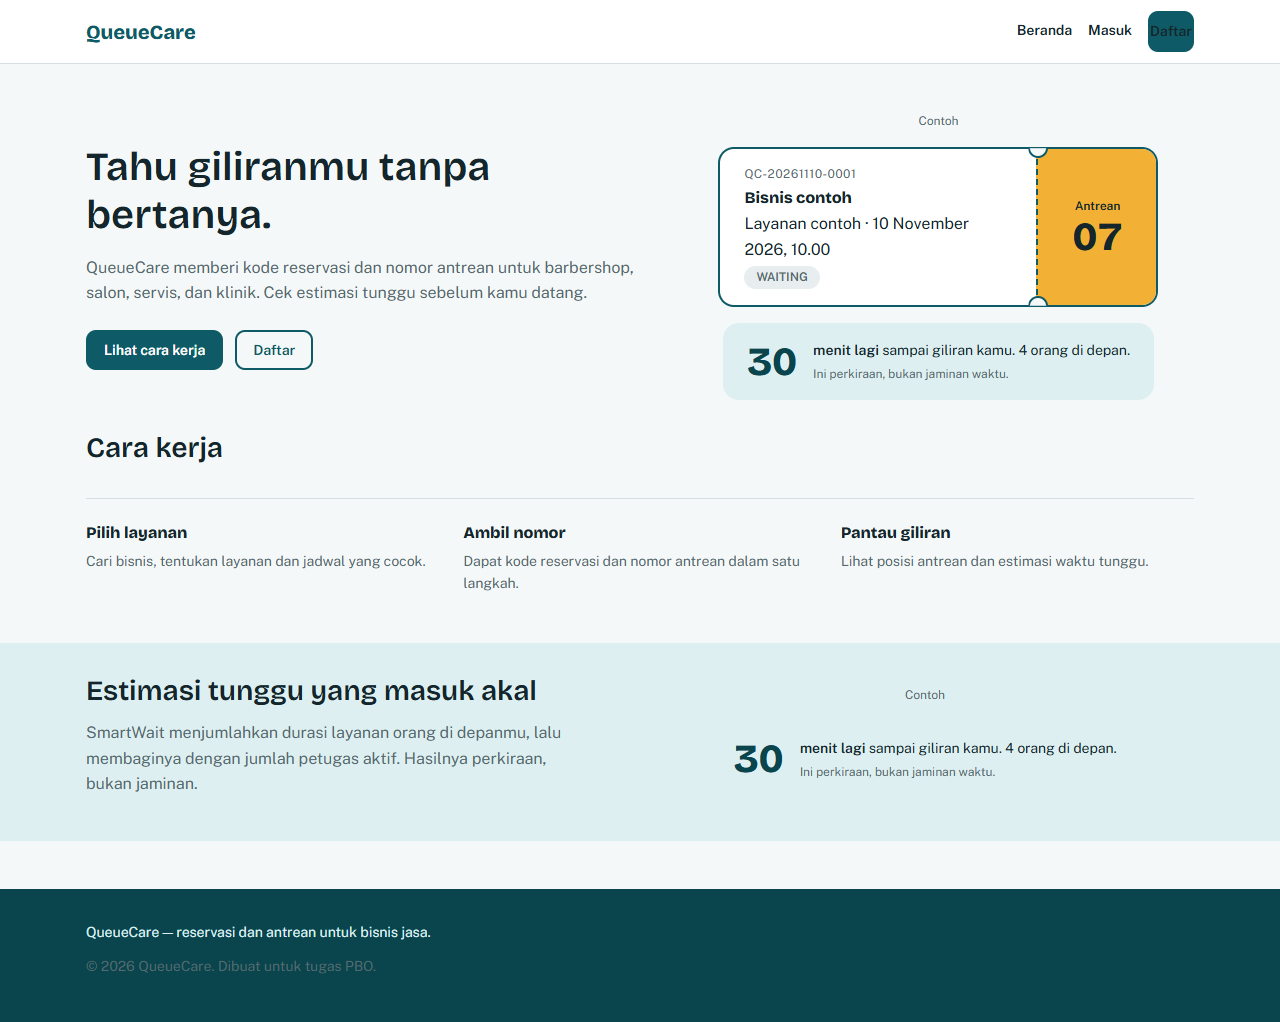 QueueCare
Beranda Masuk Daftar
Tahu giliranmu tanpa
bertanya.
QueueCare memberi kode reservasi dan nomor antrean untuk barbershop,
salon, servis, dan klinik. Cek estimasi tunggu sebelum kamu datang.
Lihat cara kerja
Daftar
Contoh
QC-20261110-0001
Bisnis contoh
Layanan contoh · 10 November
2026, 10.00
WAITING
Antrean
07
30
menit lagi sampai giliran kamu. 4 orang di depan.
Ini perkiraan, bukan jaminan waktu.
Cara kerja
Pilih layanan
Cari bisnis, tentukan layanan dan jadwal yang cocok.
Ambil nomor
Dapat kode reservasi dan nomor antrean dalam satu
langkah.
Pantau giliran
Lihat posisi antrean dan estimasi waktu tunggu.
Estimasi tunggu yang masuk akal
SmartWait menjumlahkan durasi layanan orang di depanmu, lalu
membaginya dengan jumlah petugas aktif. Hasilnya perkiraan,
bukan jaminan.
Contoh
30
menit lagi sampai giliran kamu. 4 orang di depan.
Ini perkiraan, bukan jaminan waktu.
QueueCare — reservasi dan antrean untuk bisnis jasa.
© 2026 QueueCare. Dibuat untuk tugas PBO.